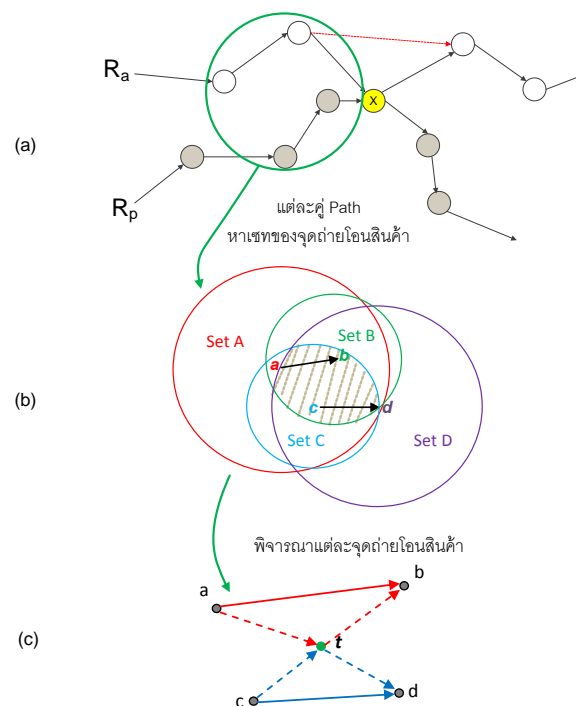 R_a
X
(a)
R_p
แต่ละคู่ Path
หาเซทของจุดถ่ายโอนสินค้า
Set A
Set B
a
b
(b)
c
d
Set C
Set D
พิจารณาแต่ละจุดถ่ายโอนสินค้า
a
b
(c)
t
c
d